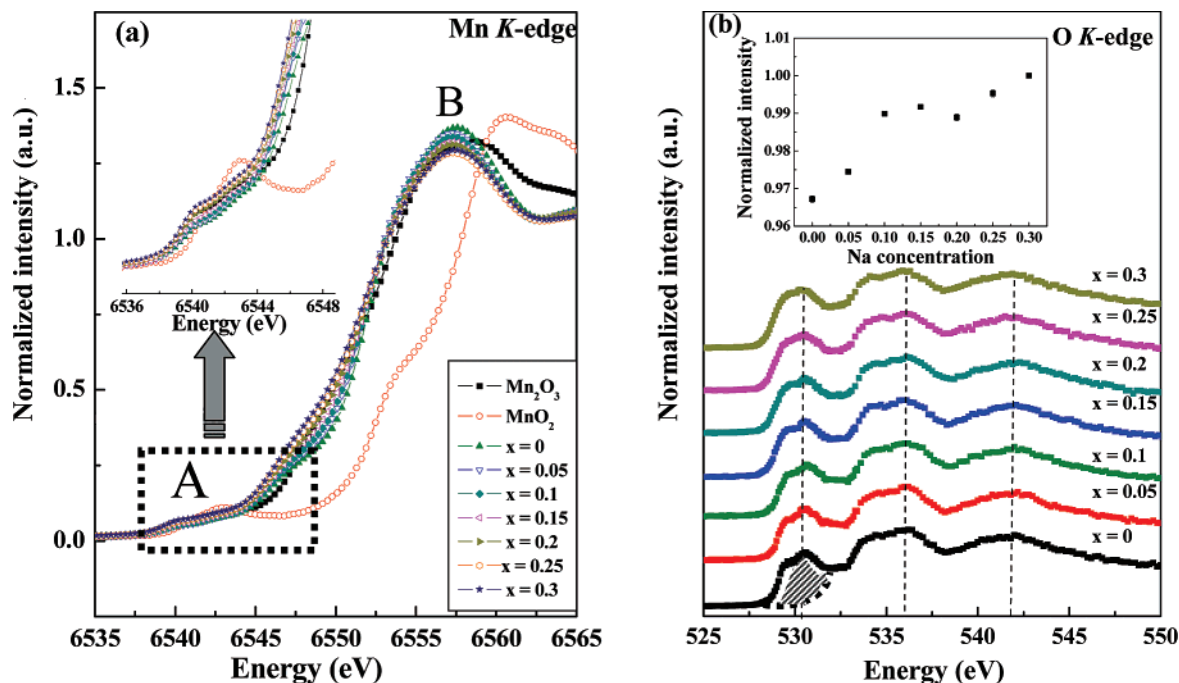 (a)
Mn K-edge
Normalized intensity (a.u.)
1.5
1.0
0.5
0.0
6535 6540 6545 6550 6555 6560 6565
Energy (eV)
6536 6540 6544 6548
Energy (eV)
A
B
Mn₂O₃
MnO₂
x = 0
x = 0.05
x = 0.1
x = 0.15
x = 0.2
x = 0.25
x = 0.3
(b)
O K-edge
Normalized intensity (a.u.)
Normalized intensity
1.01
1.00
0.99
0.98
0.97
0.96
0.00 0.05 0.10 0.15 0.20 0.25 0.30
Na concentration
x = 0.3
x = 0.25
x = 0.2
x = 0.15
x = 0.1
x = 0.05
x = 0
525 530 535 540 545 550
Energy (eV)